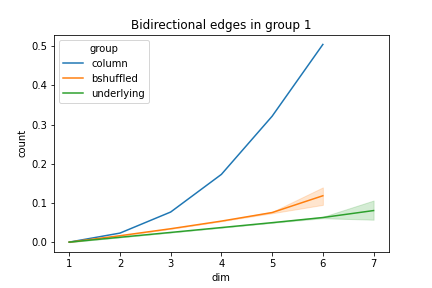 Bidirectional edges in group 1
group
column
bshuffled
underlying
0.5
0.4
0.3
0.2
0.1
0.0
count
1 2 3 4 5 6 7
dim